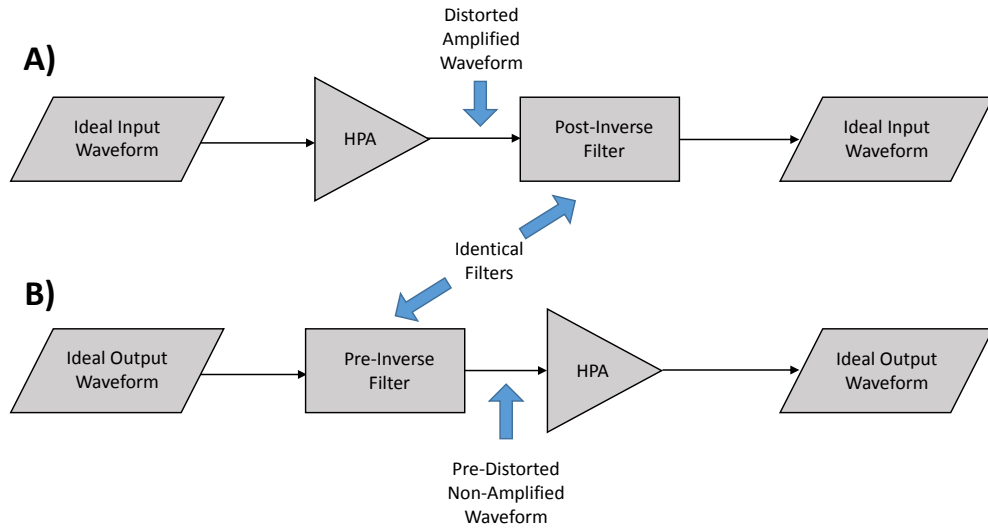 Distorted
Amplified
Waveform
A)
Ideal Input
Waveform
HPA
Post-Inverse
Filter
Ideal Input
Waveform
Identical
Filters
B)
Ideal Output
Waveform
Pre-Inverse
Filter
HPA
Ideal Output
Waveform
Pre-Distorted
Non-Amplified
Waveform